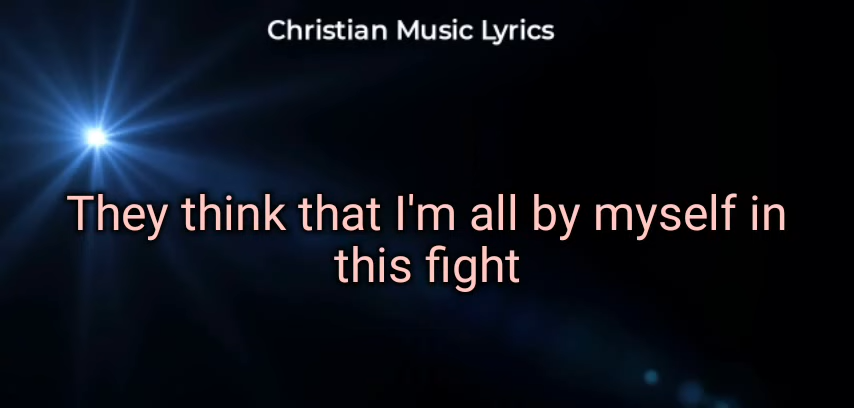 Christian Music Lyrics
They think that I'm all by myself in
this fight